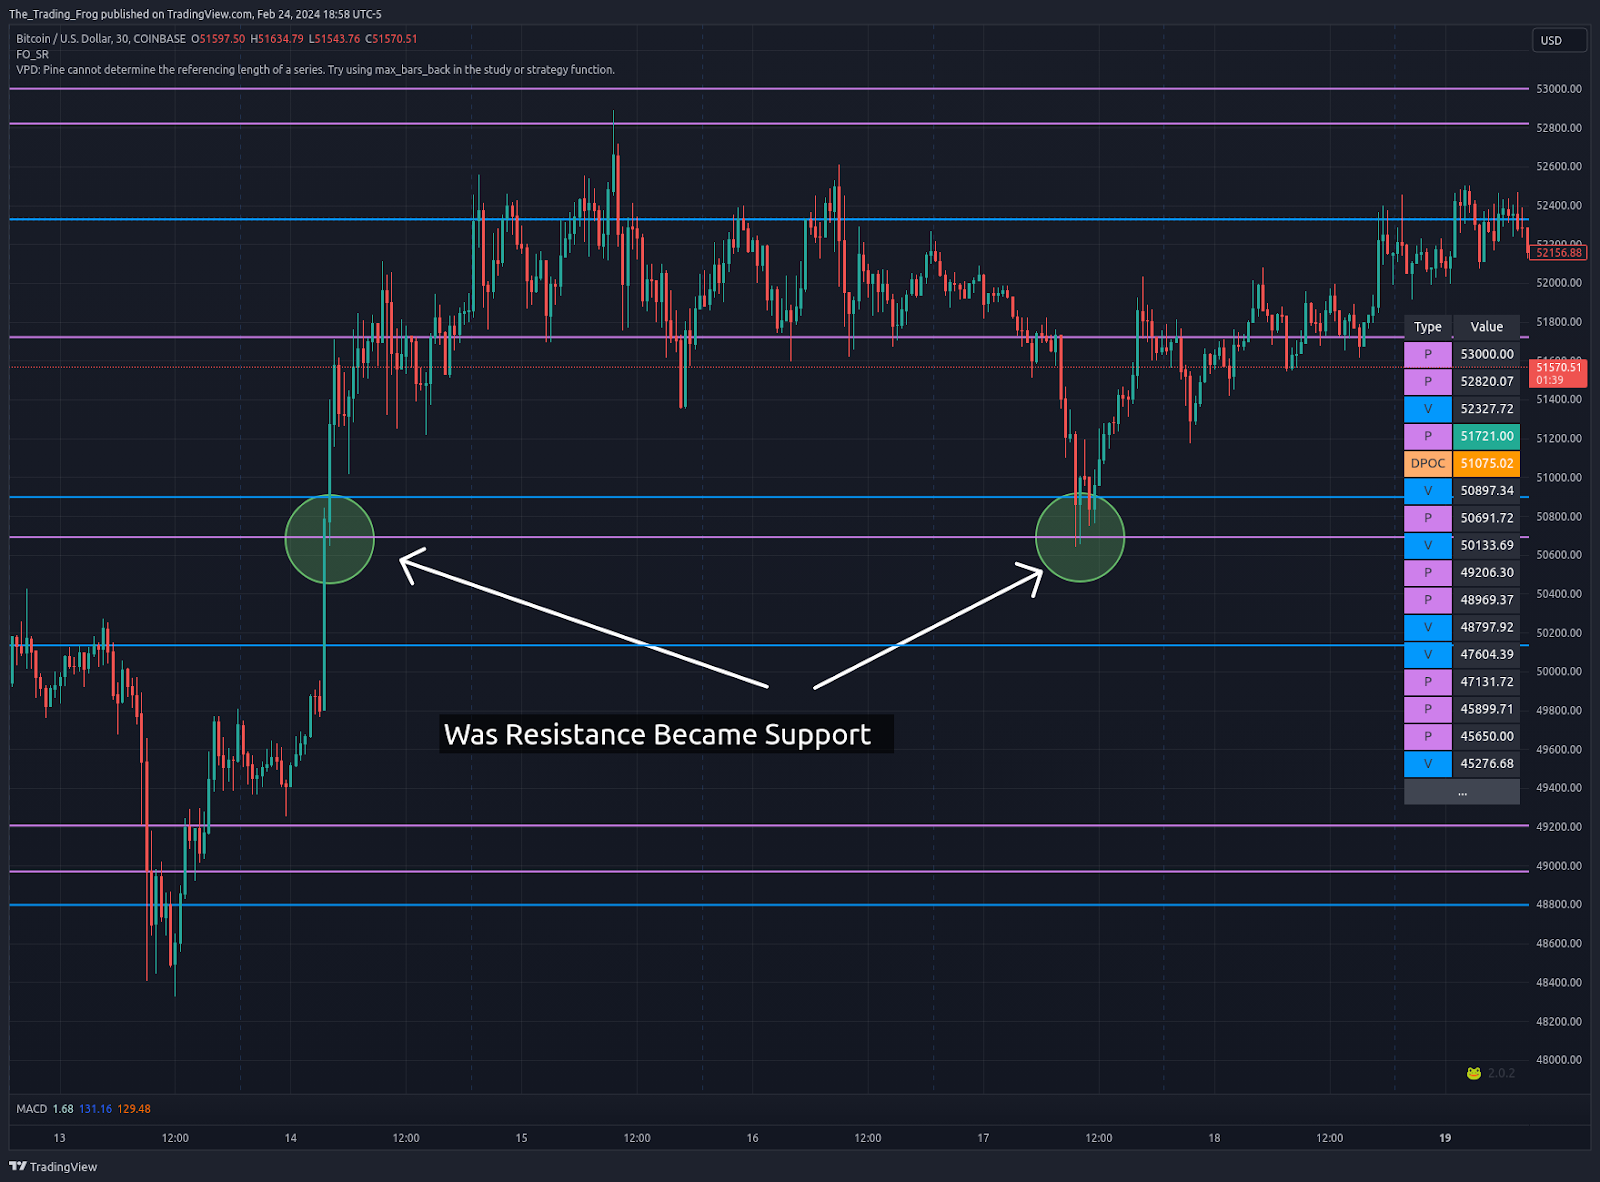 The_Trading_Frog published on TradingView.com, Feb 24, 2024 18:58 UTC-5
Bitcoin / U.S. Dollar, 30, COINBASE O51597.50 H51634.79 L51543.76 C51570.51
FO_SR
VPD: Pine cannot determine the referencing length of a series. Try using max_bars_back in the study or strategy function.
USD
53000.00
52800.00
52600.00
52400.00
52200.00
52156.88
52000.00
51800.00
51600.00
51570.51
01:39
51400.00
51200.00
51000.00
50800.00
50600.00
50400.00
50200.00
50000.00
49800.00
49600.00
49400.00
49200.00
49000.00
48800.00
48600.00
48400.00
48200.00
48000.00
Type Value
P 53000.00
P 52820.07
V 52327.72
P 51721.00
DPOC 51075.02
V 50897.34
P 50691.72
V 50133.69
P 49206.30
P 48969.37
V 48797.92
V 47604.39
P 47131.72
P 45899.71
P 45650.00
V 45276.68
...
Was Resistance Became Support
🐸 2.0.2
MACD 1.68 131.16 129.48
13 12:00 14 12:00 15 12:00 16 12:00 17 12:00 18 12:00 19
TradingView